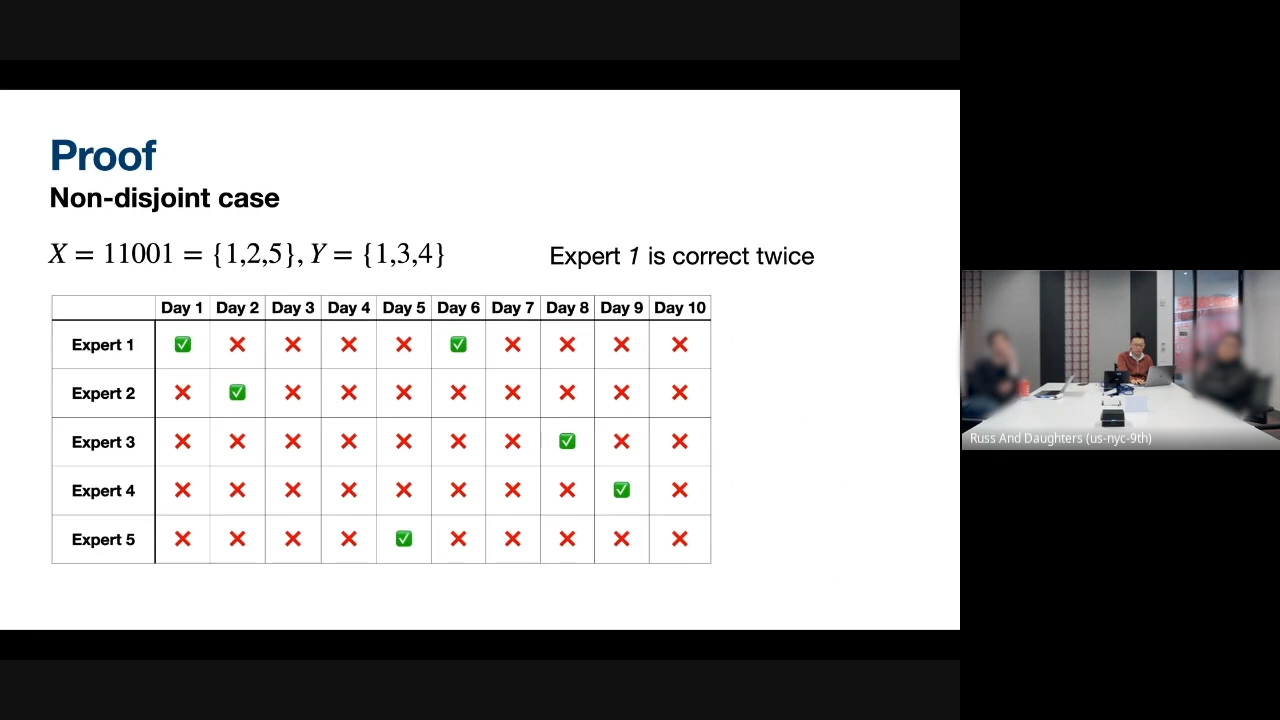 Proof
Non-disjoint case
X = 11001 = {1,2,5}, Y = {1,3,4}
Expert 1 is correct twice
Day 1 Day 2 Day 3 Day 4 Day 5 Day 6 Day 7 Day 8 Day 9 Day 10
Expert 1 ✅ ❌ ❌ ❌ ❌ ✅ ❌ ❌ ❌ ❌
Expert 2 ❌ ✅ ❌ ❌ ❌ ❌ ❌ ❌ ❌ ❌
Expert 3 ❌ ❌ ❌ ❌ ❌ ❌ ❌ ✅ ❌ ❌
Expert 4 ❌ ❌ ❌ ❌ ❌ ❌ ❌ ❌ ✅ ❌
Expert 5 ❌ ❌ ❌ ❌ ✅ ❌ ❌ ❌ ❌ ❌
Russ And Daughters (us-nyc-9th)